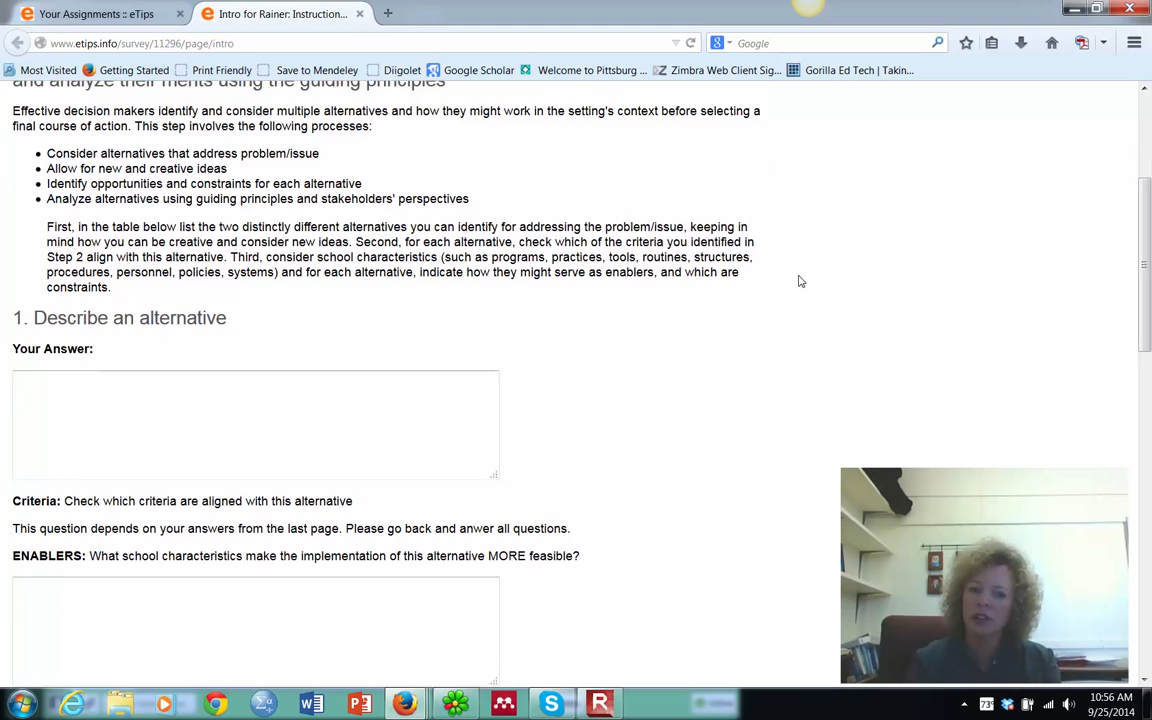 Your Assignments :: eTips
Intro for Rainer: Instruction...
www.etips.info/survey/11296/page/intro
Google
Most Visited
Getting Started
Print Friendly
Save to Mendeley
Diigolet
Google Scholar
Welcome to Pittsburg ...
Zimbra Web Client Sig...
Gorilla Ed Tech | Takin...
and analyze their merits using the guiding principles
Effective decision makers identify and consider multiple alternatives and how they might work in the setting's context before selecting a
final course of action. This step involves the following processes:
Consider alternatives that address problem/issue
Allow for new and creative ideas
Identify opportunities and constraints for each alternative
Analyze alternatives using guiding principles and stakeholders' perspectives
First, in the table below list the two distinctly different alternatives you can identify for addressing the problem/issue, keeping in
mind how you can be creative and consider new ideas. Second, for each alternative, check which of the criteria you identified in
Step 2 align with this alternative. Third, consider school characteristics (such as programs, practices, tools, routines, structures,
procedures, personnel, policies, systems) and for each alternative, indicate how they might serve as enablers, and which are
constraints.
1. Describe an alternative
Your Answer:
Criteria: Check which criteria are aligned with this alternative
This question depends on your answers from the last page. Please go back and anwer all questions.
ENABLERS: What school characteristics make the implementation of this alternative MORE feasible?
73%
10:56 AM
9/25/2014